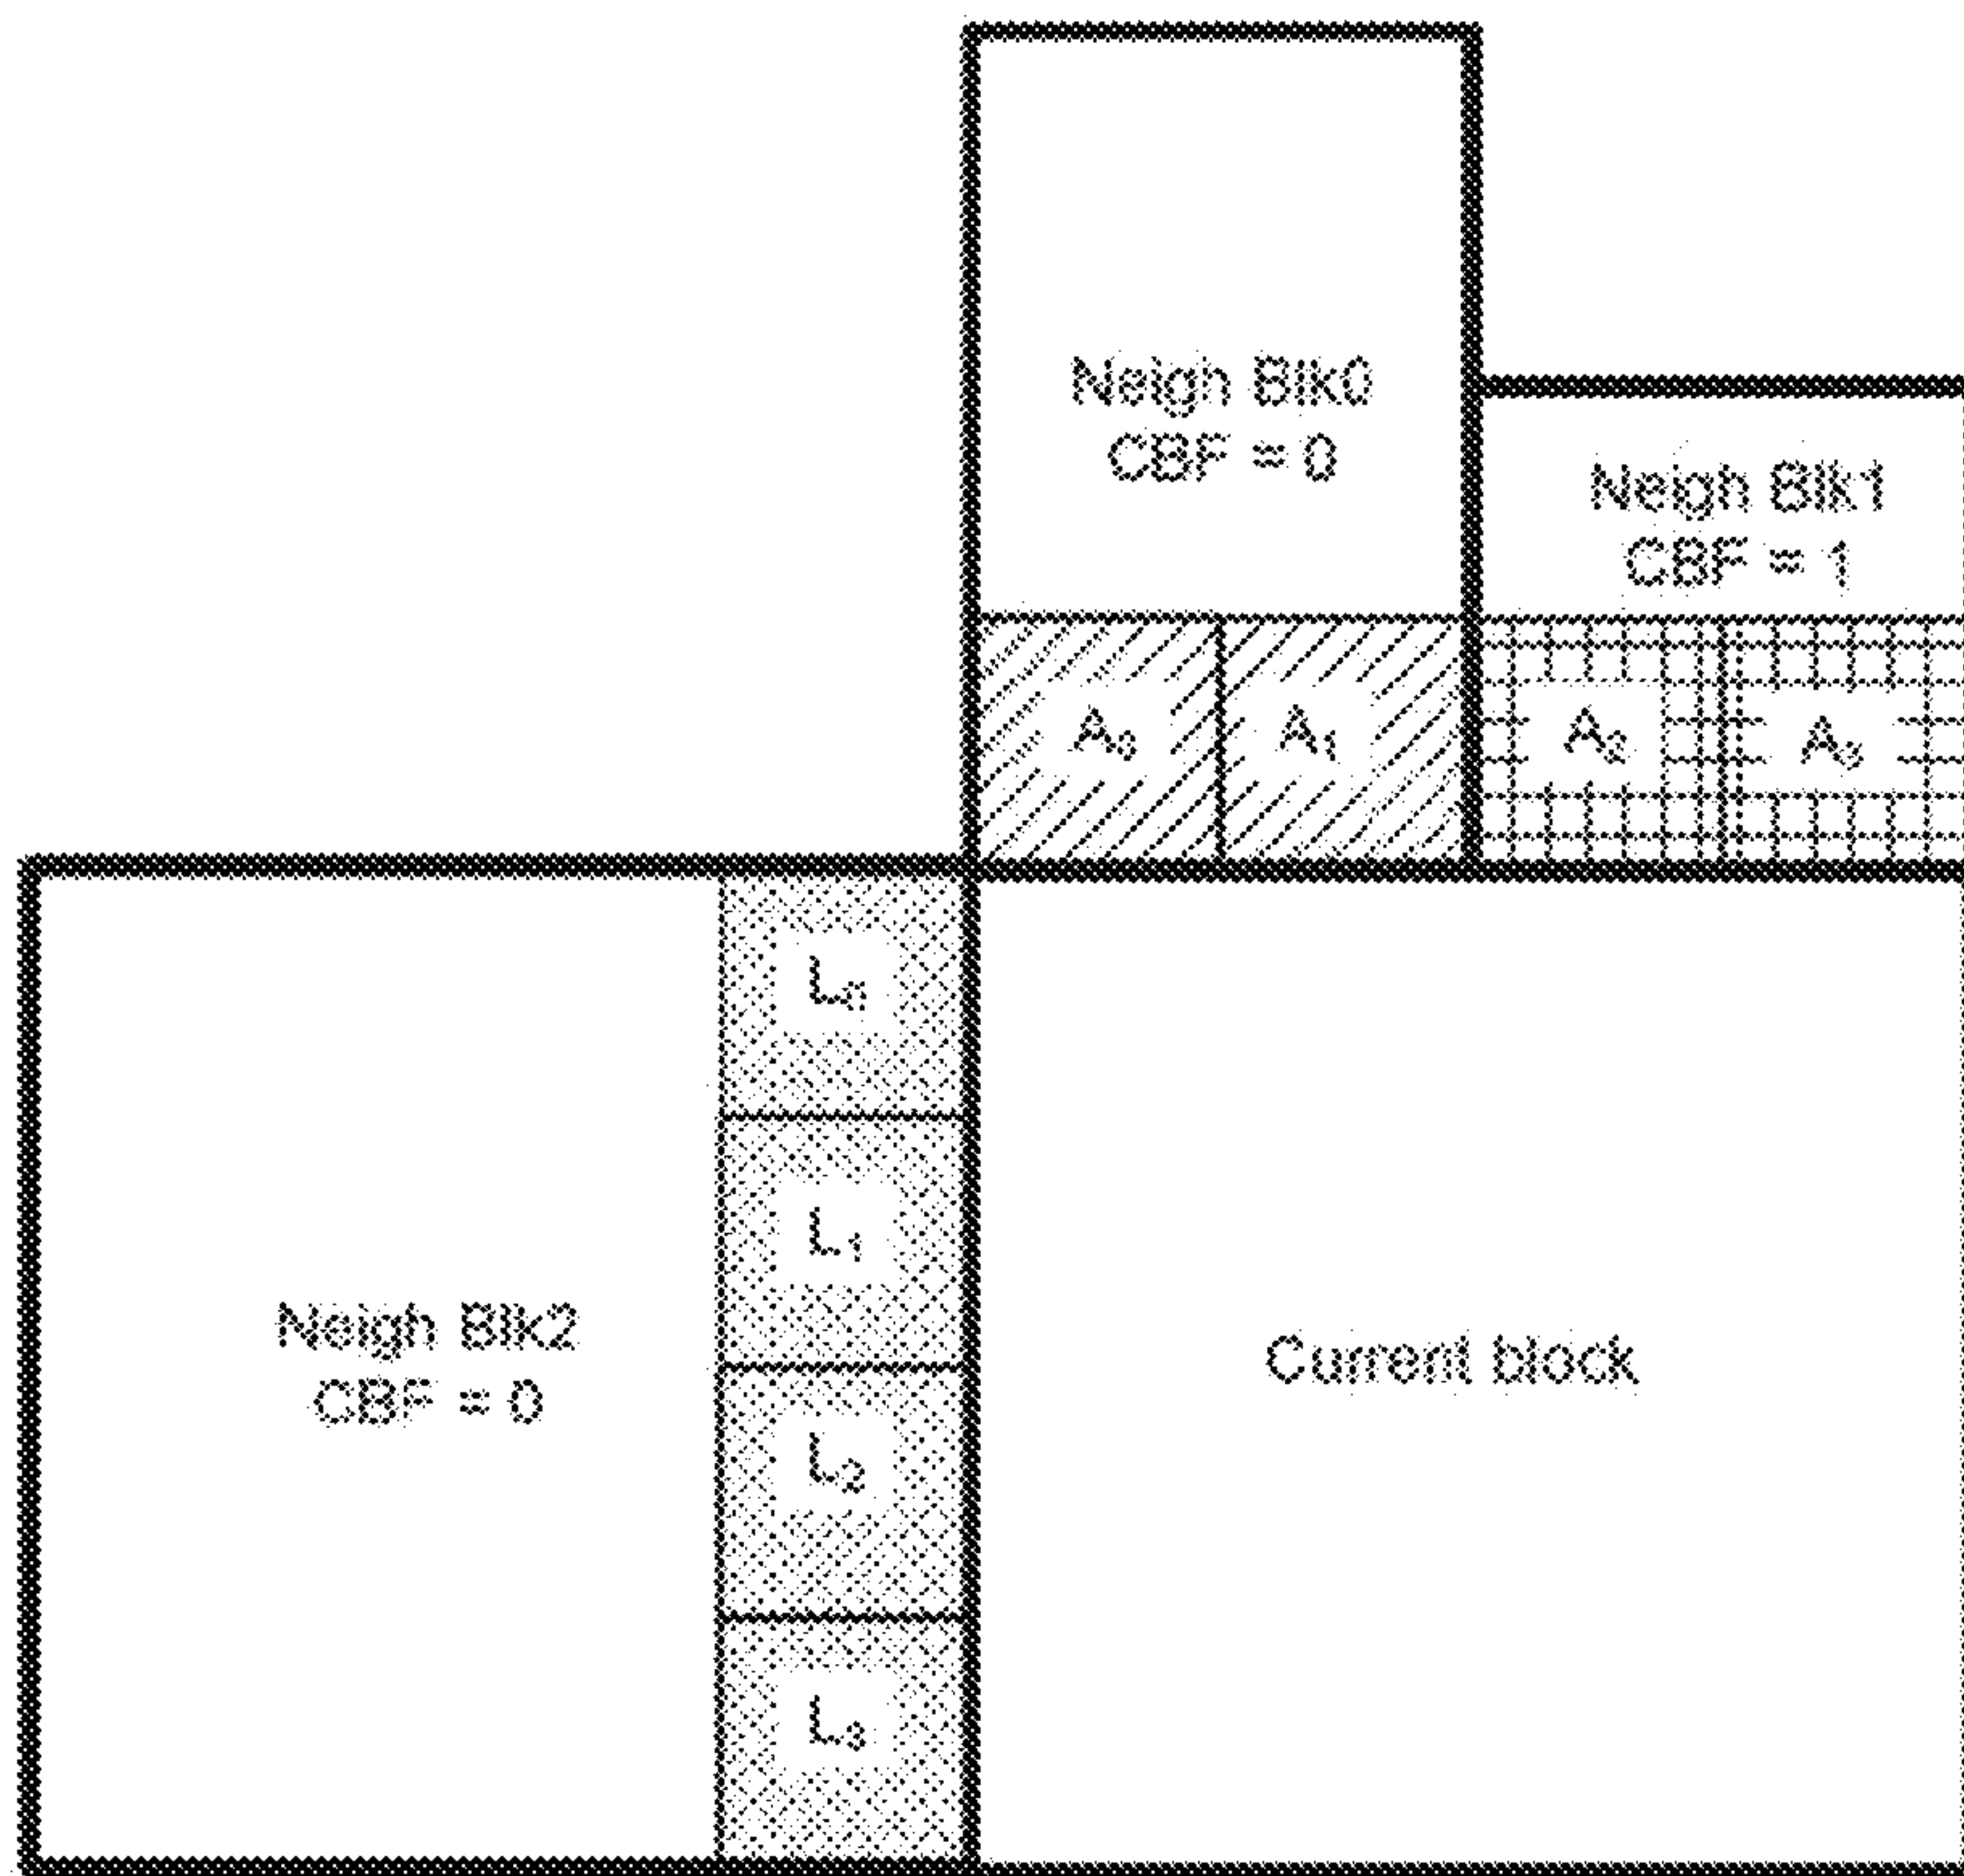 Neigh Blk0
CBF = 0
Neigh Blk1
CBF = 1
A₀ A₁ A₂ A₃
L₀
L₁
Neigh Blk2
CBF = 0
Current block
L₂
L₃